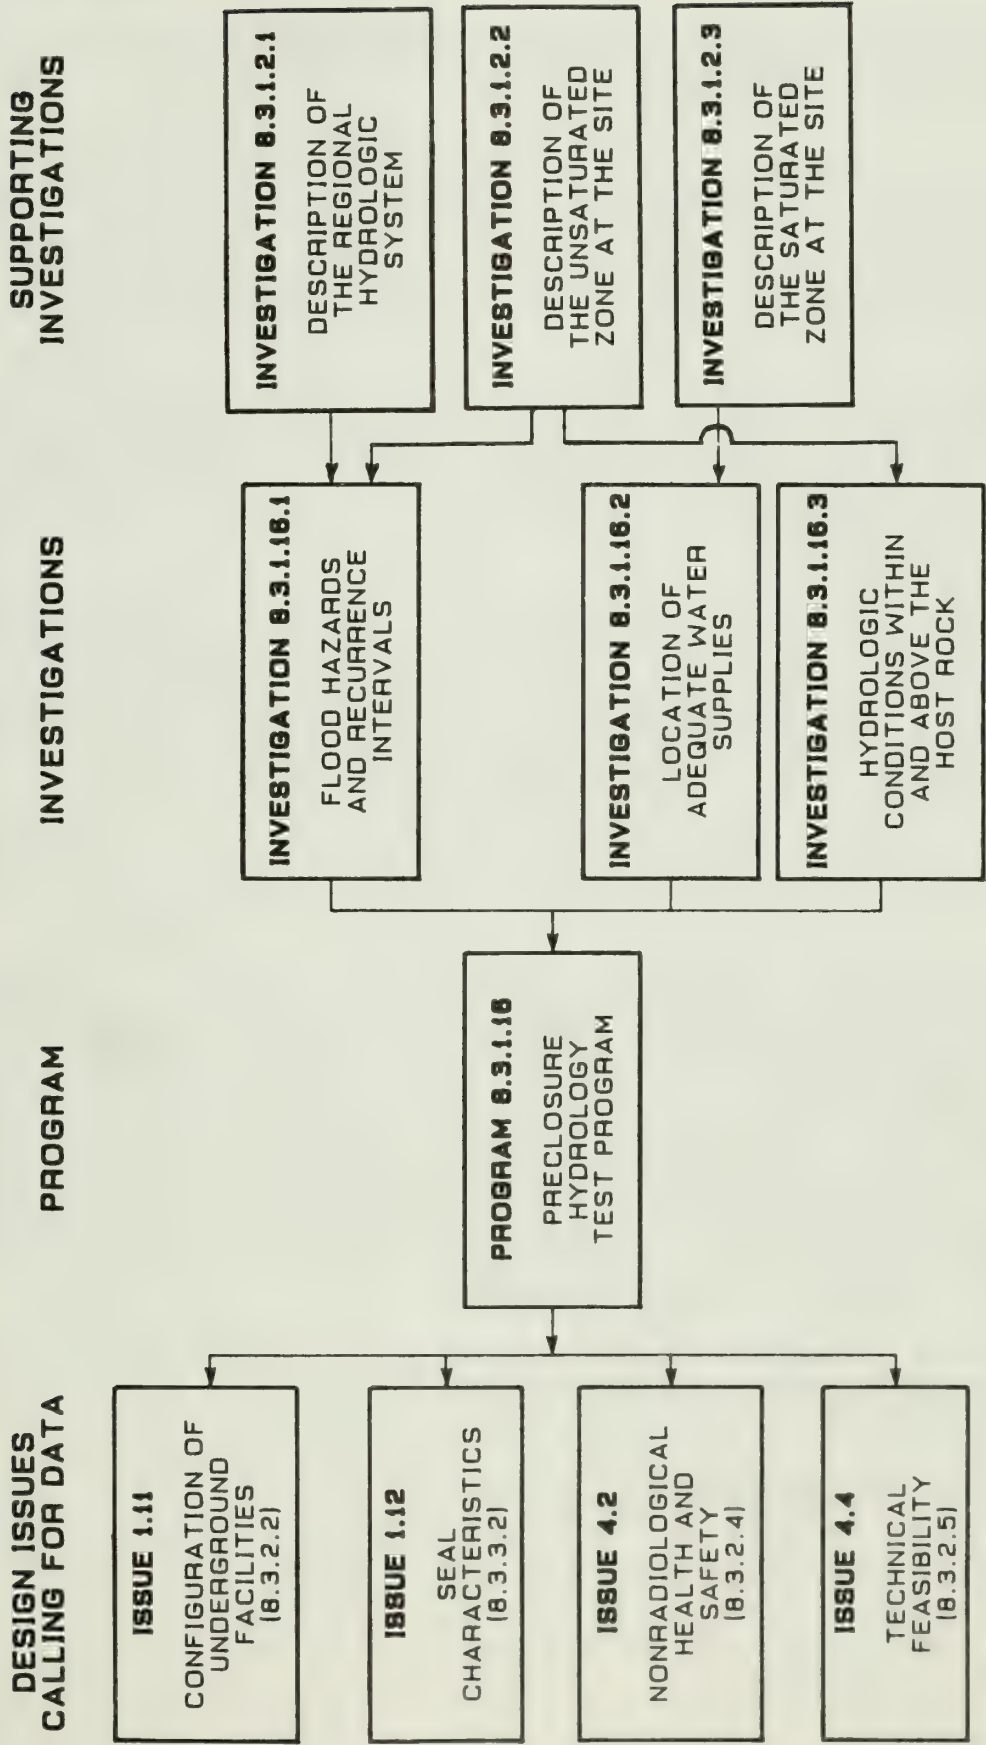 DESIGN ISSUES
CALLING FOR DATA
PROGRAM
INVESTIGATIONS
SUPPORTING
INVESTIGATIONS
ISSUE 1.11
CONFIGURATION OF
UNDERGROUND
FACILITIES
(8.3.2.2)
ISSUE 1.12
SEAL
CHARACTERISTICS
(8.3.3.2)
ISSUE 4.2
NONRADIOLOGICAL
HEALTH AND
SAFETY
(8.3.2.4)
ISSUE 4.4
TECHNICAL
FEASIBILITY
(8.3.2.5)
PROGRAM 8.3.1.16
PRECLOSURE
HYDROLOGY
TEST PROGRAM
INVESTIGATION 8.3.1.16.1
FLOOD HAZARDS
AND RECURRENCE
INTERVALS
INVESTIGATION 8.3.1.16.2
LOCATION OF
ADEQUATE WATER
SUPPLIES
INVESTIGATION 8.3.1.16.3
HYDROLOGIC
CONDITIONS WITHIN
AND ABOVE THE
HOST ROCK
INVESTIGATION 8.3.1.2.1
DESCRIPTION OF
THE REGIONAL
HYDROLOGIC
SYSTEM
INVESTIGATION 8.3.1.2.2
DESCRIPTION OF
THE UNSATURATED
ZONE AT THE SITE
INVESTIGATION 8.3.1.2.3
DESCRIPTION OF
THE SATURATED
ZONE AT THE SITE